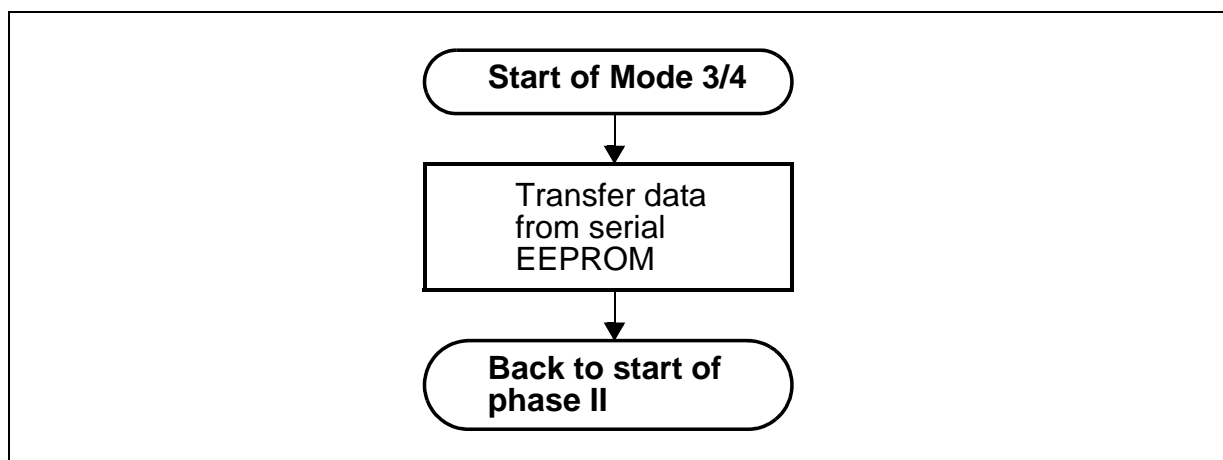 Start of Mode 3/4
Transfer data
from serial
EEPROM
Back to start of
phase II